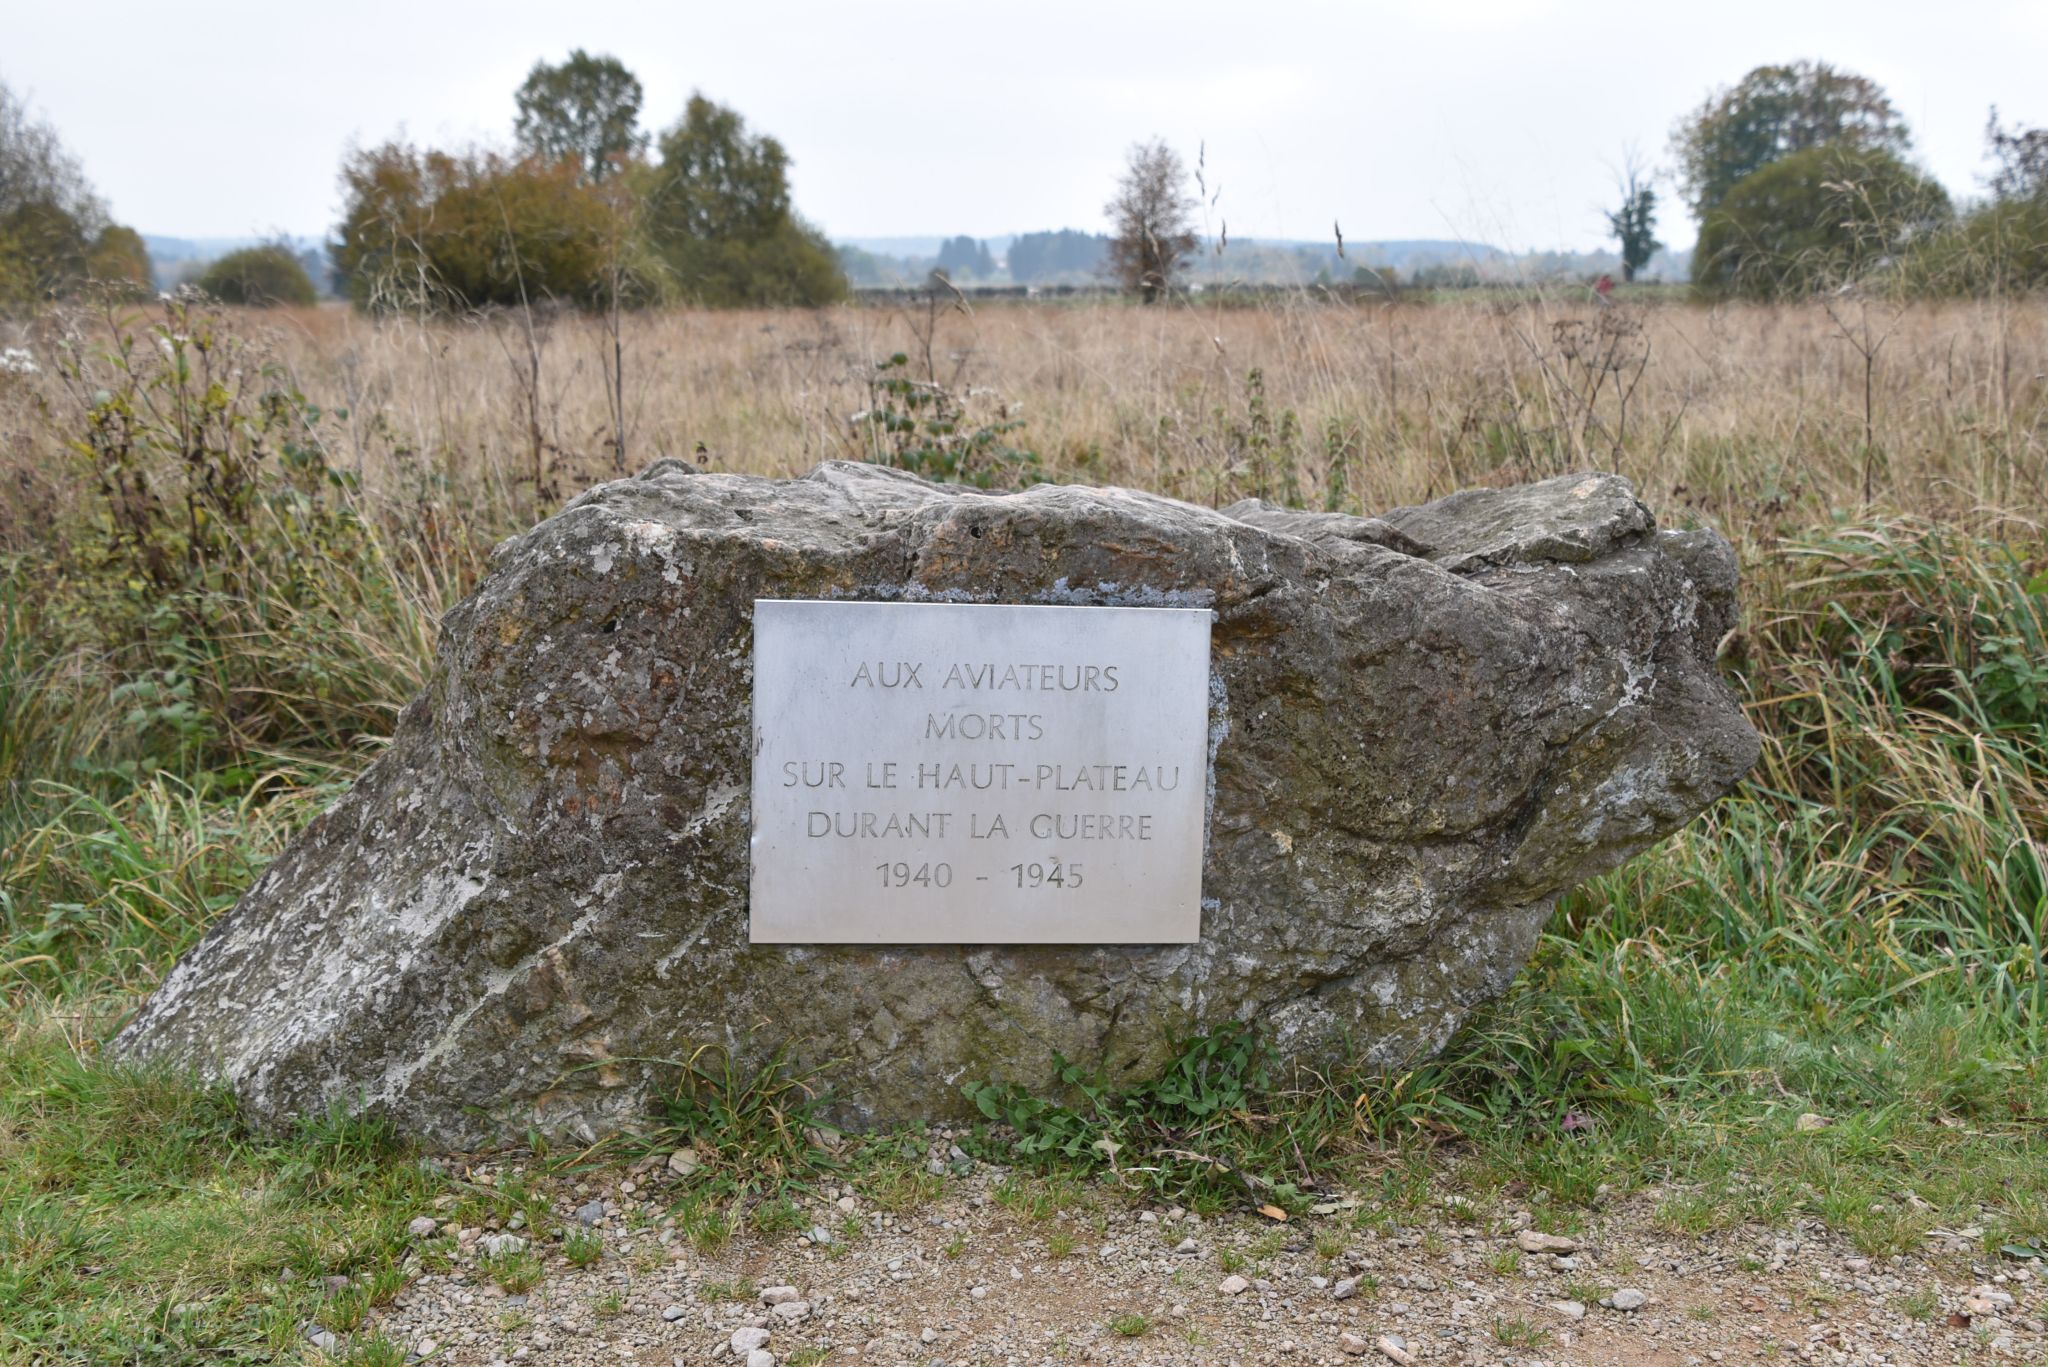 AUX AVIATEURS
MORTS
SUR LE HAUT-PLATEAU
DURANT LA GUERRE
1940 - 1945